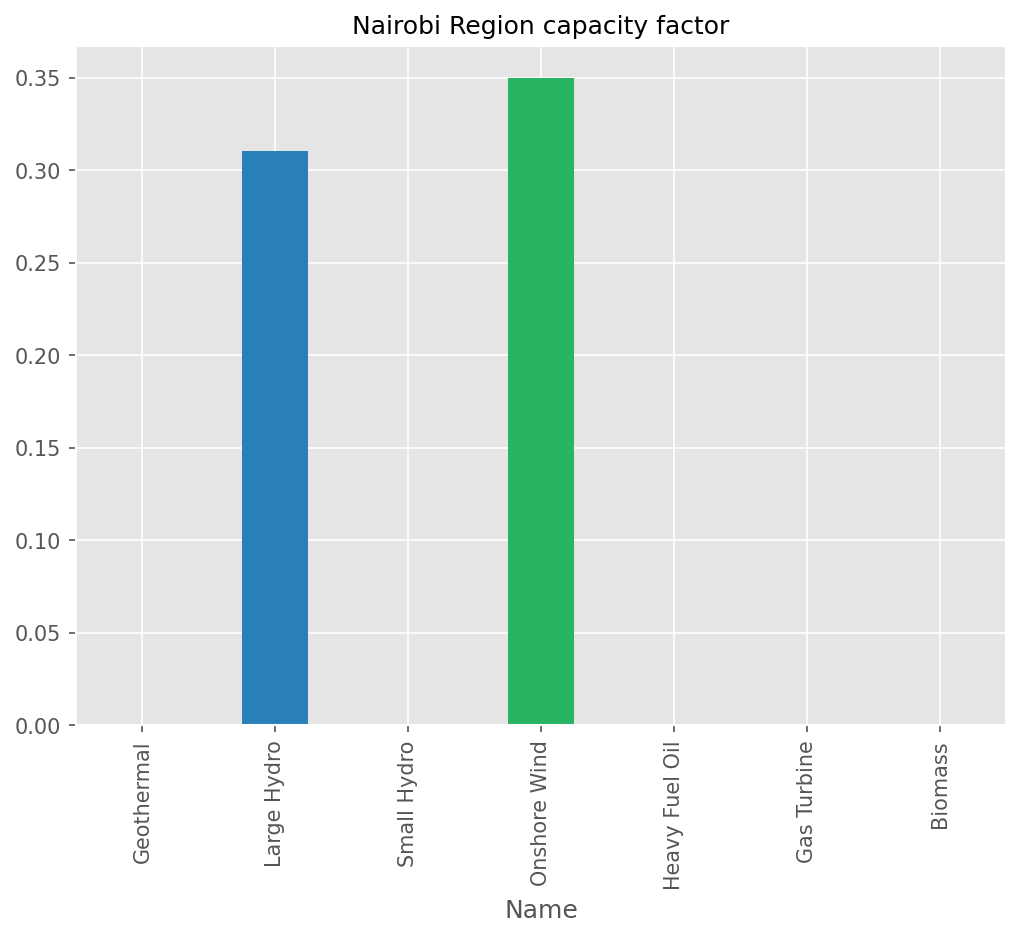 Nairobi Region capacity factor
0.35
0.30
0.25
0.20
0.15
0.10
0.05
0.00
Geothermal
Large Hydro
Small Hydro
Onshore Wind
Heavy Fuel Oil
Gas Turbine
Biomass
Name